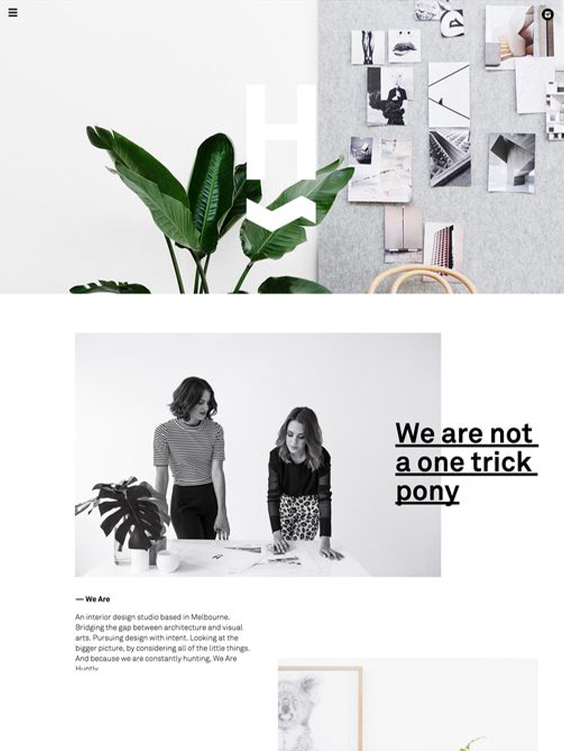 H
We are not
a one trick
pony
— We Are
An interior design studio based in Melbourne.
Bridging the gap between architecture and visual
arts. Pursuing design with intent. Looking at the
bigger picture, by considering all of the little things.
And because we are constantly hunting, We Are
Huntly.